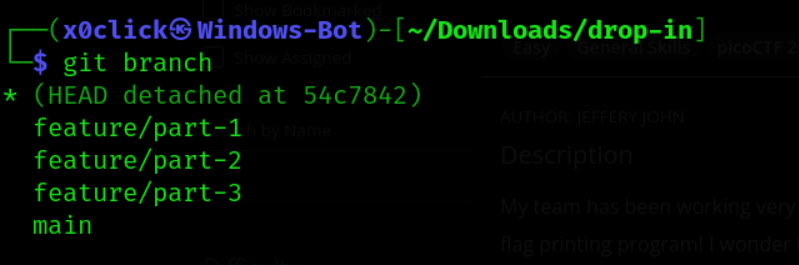 ┌──(x0click㉿Windows-Bot)-[~/Downloads/drop-in]
└─$ git branch
* (HEAD detached at 54c7842)
  feature/part-1
  feature/part-2
  feature/part-3
  main
Show Bookmarked
Show Assigned
by Name
Easy General Skills picoCTF 2
AUTHOR: JEFFERY JOHN
Description
My team has been working very
flag printing program! I wonder